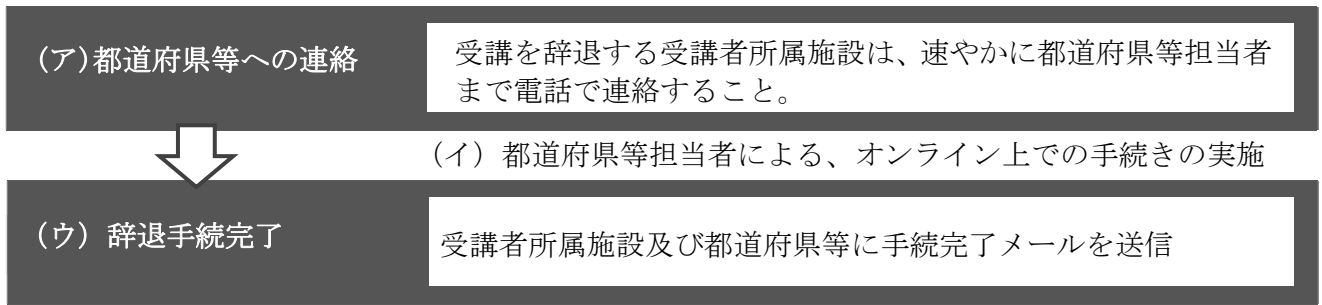 (ア)都道府県等への連絡
受講を辞退する受講者所属施設は、速やかに都道府県等担当者
まで電話で連絡すること。
（イ）都道府県等担当者による、オンライン上での手続きの実施
（ウ）辞退手続完了
受講者所属施設及び都道府県等に手続完了メールを送信